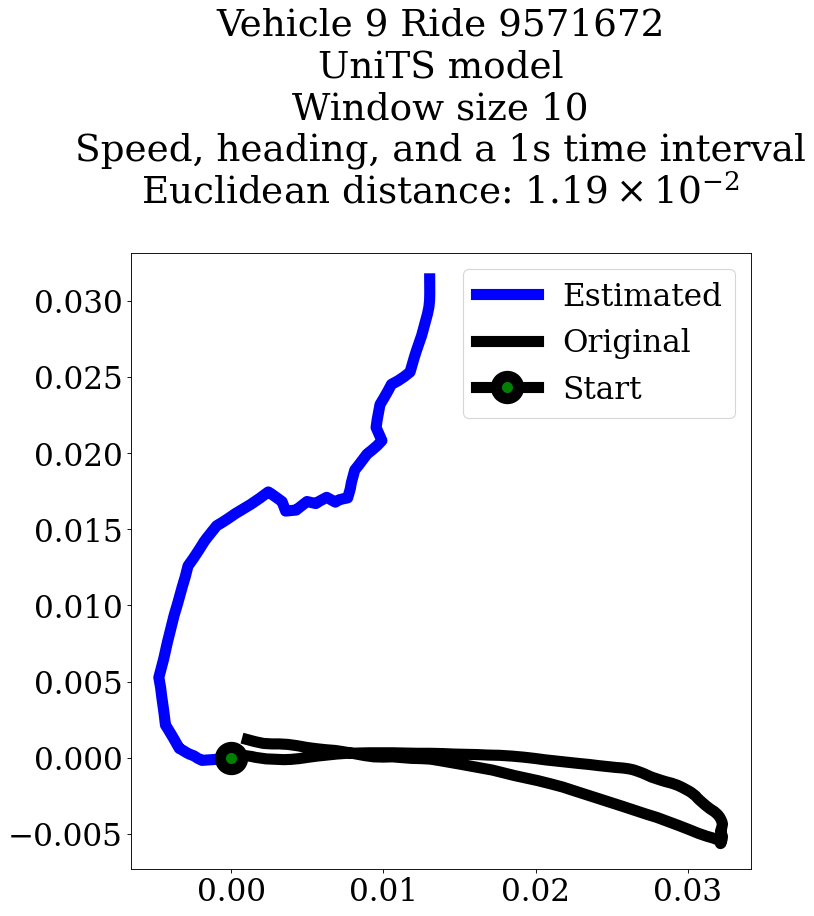 Vehicle 9 Ride 9571672
UniTS model
Window size 10
Speed, heading, and a 1s time interval
Euclidean distance: 1.19 × 10⁻²
Estimated
Original
Start
0.030
0.025
0.020
0.015
0.010
0.005
0.000
−0.005
0.00 0.01 0.02 0.03